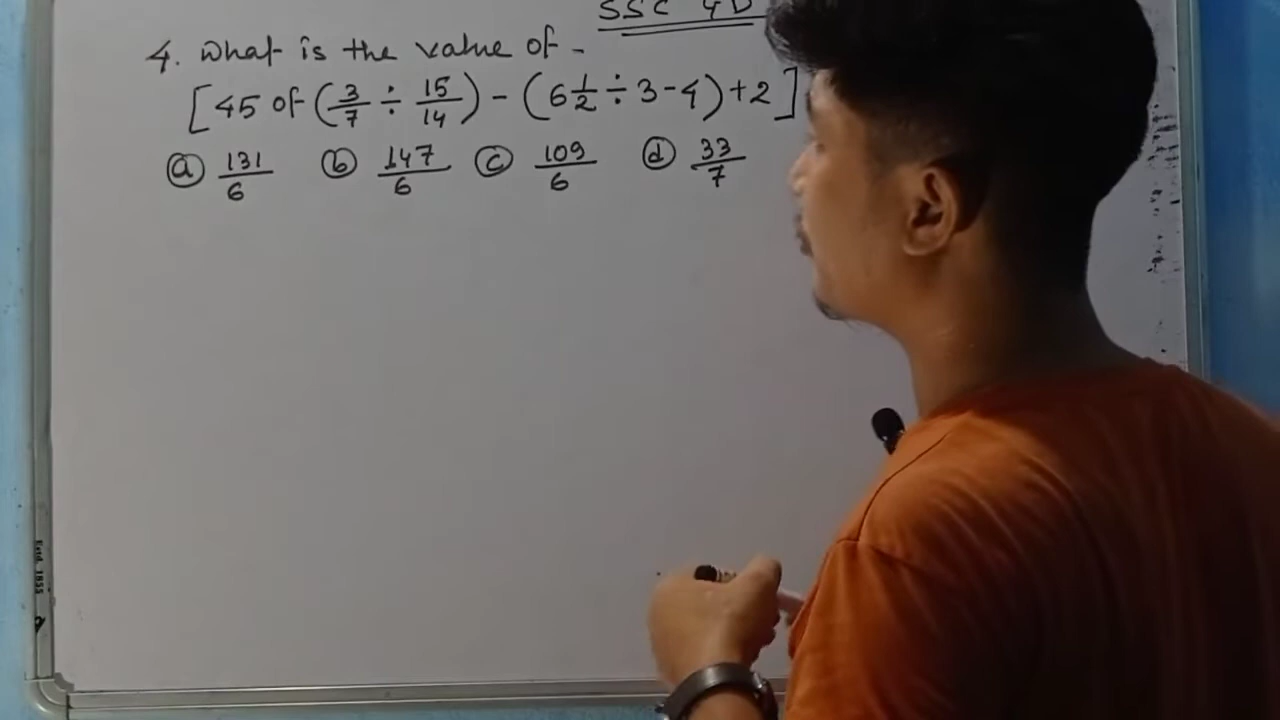 SSC GD
4. What is the value of -
[45 of (3/7 ÷ 15/14) - (6 1/2 ÷ 3 - 4) + 2]
ⓐ 131/6 ⓑ 147/6 ⓒ 109/6 ⓓ 33/7